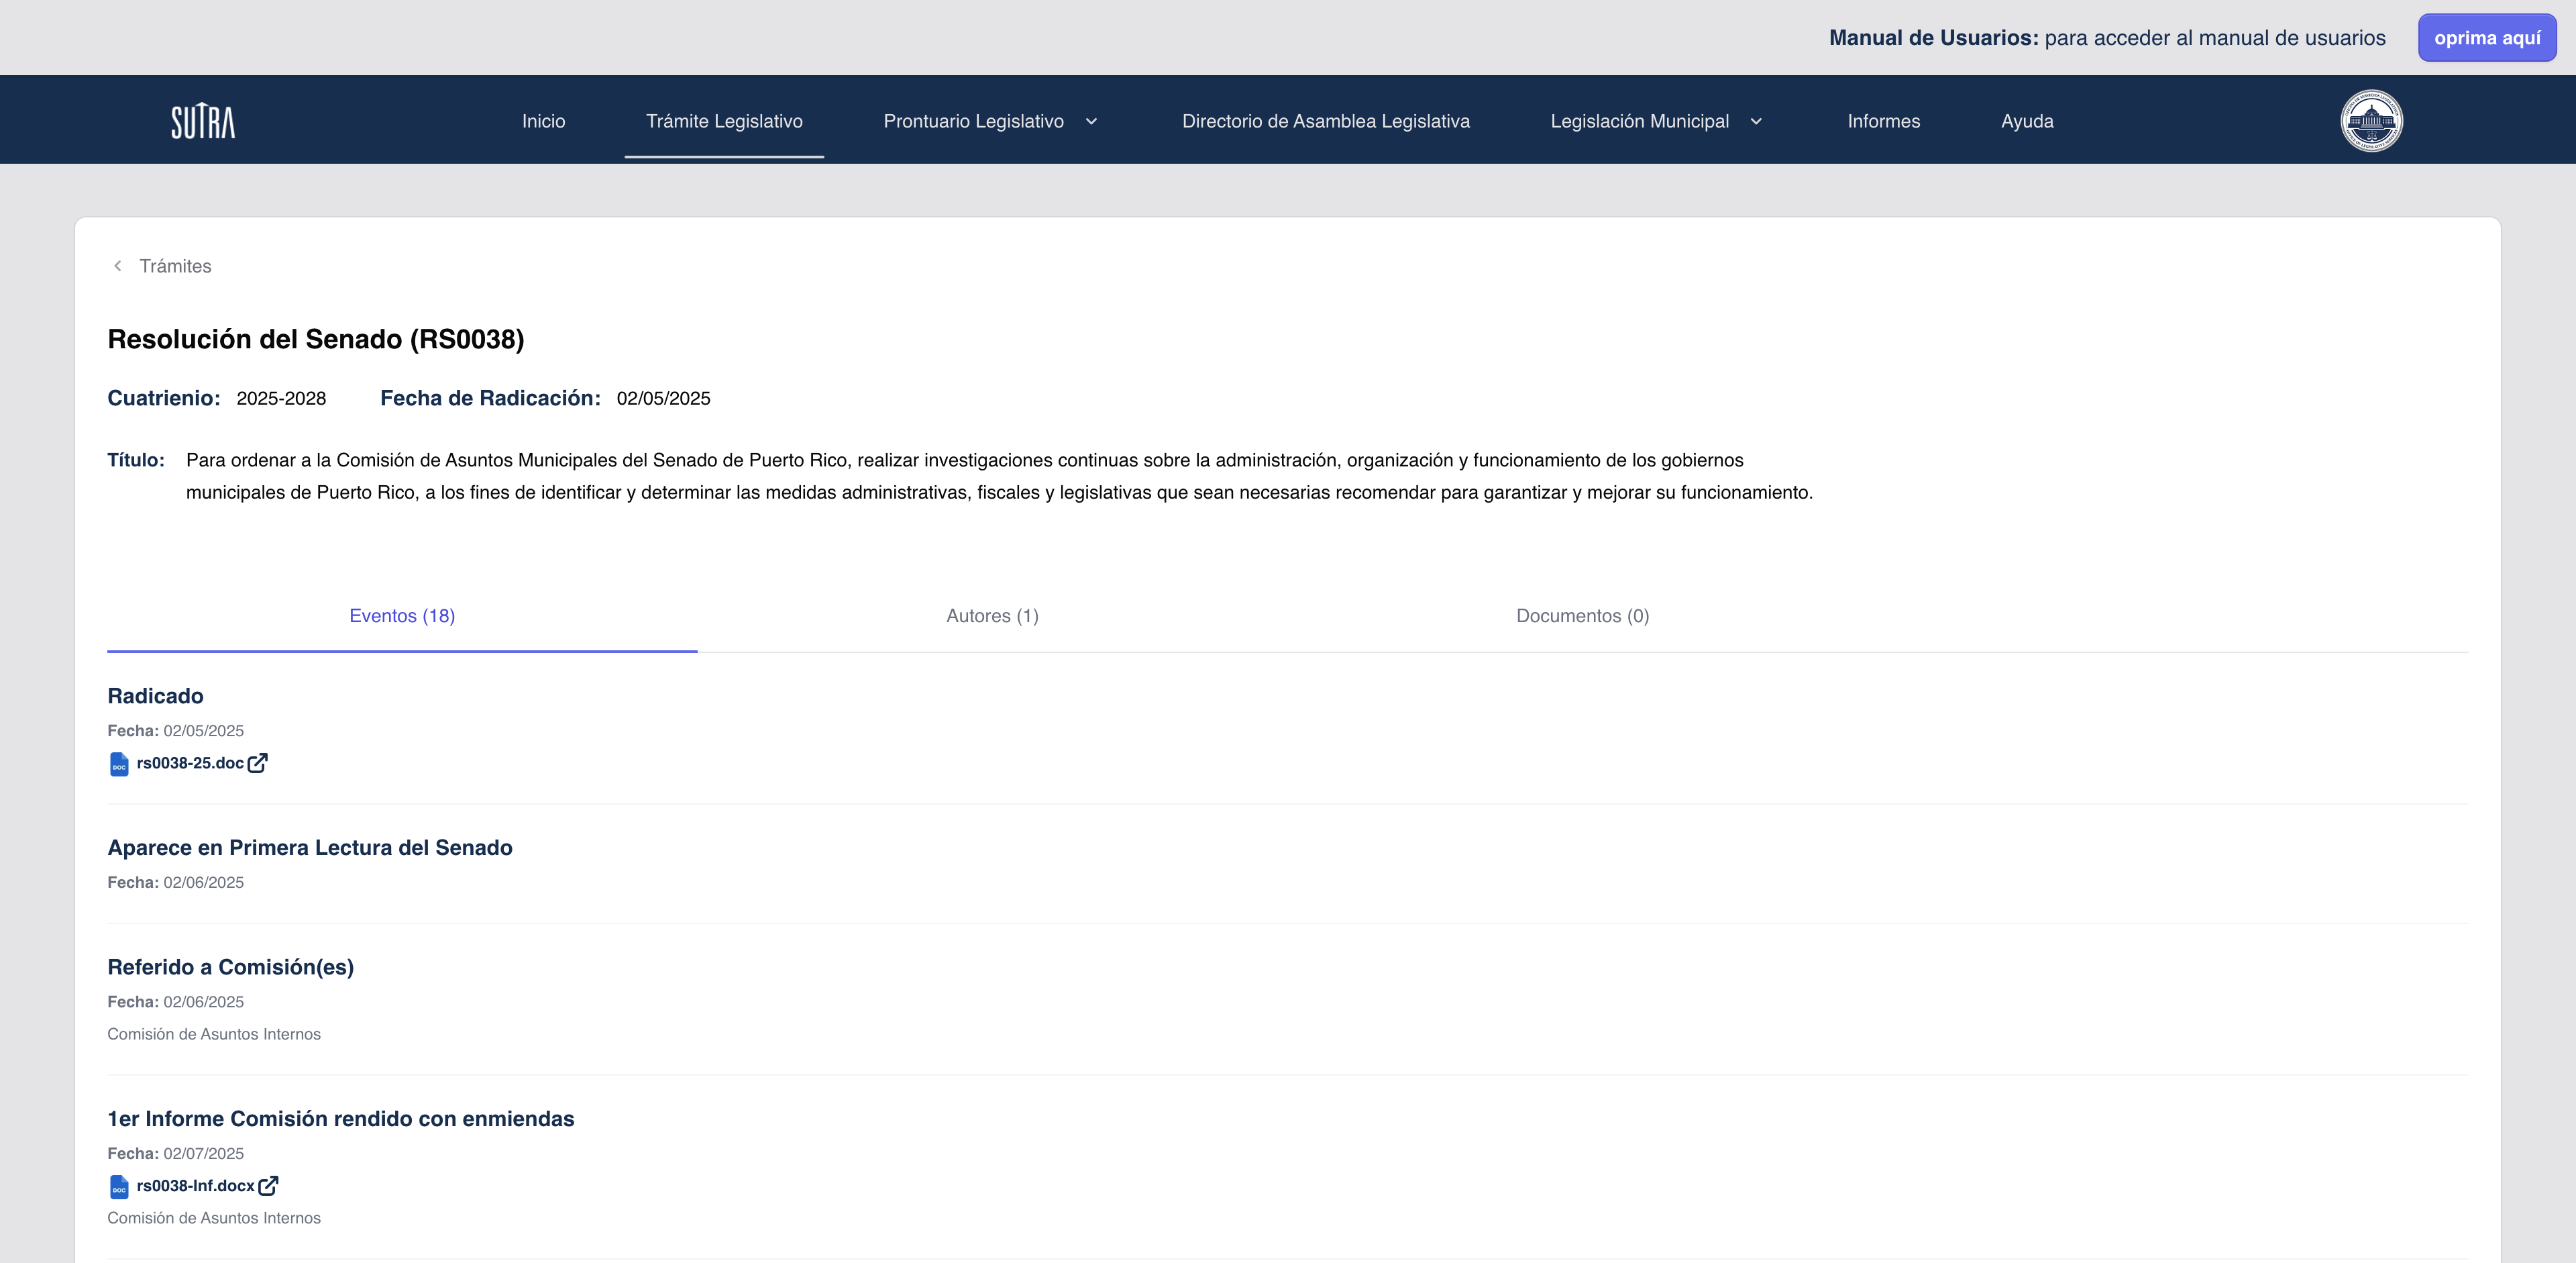 Manual de Usuarios: para acceder al manual de usuarios oprima aquí
SUTRA Inicio Trámite Legislativo Prontuario Legislativo Directorio de Asamblea Legislativa Legislación Municipal Informes Ayuda
Trámites
Resolución del Senado (RS0038)
Cuatrienio: 2025-2028 Fecha de Radicación: 02/05/2025
Título: Para ordenar a la Comisión de Asuntos Municipales del Senado de Puerto Rico, realizar investigaciones continuas sobre la administración, organización y funcionamiento de los gobiernos
municipales de Puerto Rico, a los fines de identificar y determinar las medidas administrativas, fiscales y legislativas que sean necesarias recomendar para garantizar y mejorar su funcionamiento.
Eventos (18) Autores (1) Documentos (0)
Radicado
Fecha: 02/05/2025
DOC rs0038-25.doc
Aparece en Primera Lectura del Senado
Fecha: 02/06/2025
Referido a Comisión(es)
Fecha: 02/06/2025
Comisión de Asuntos Internos
1er Informe Comisión rendido con enmiendas
Fecha: 02/07/2025
DOC rs0038-Inf.docx
Comisión de Asuntos Internos